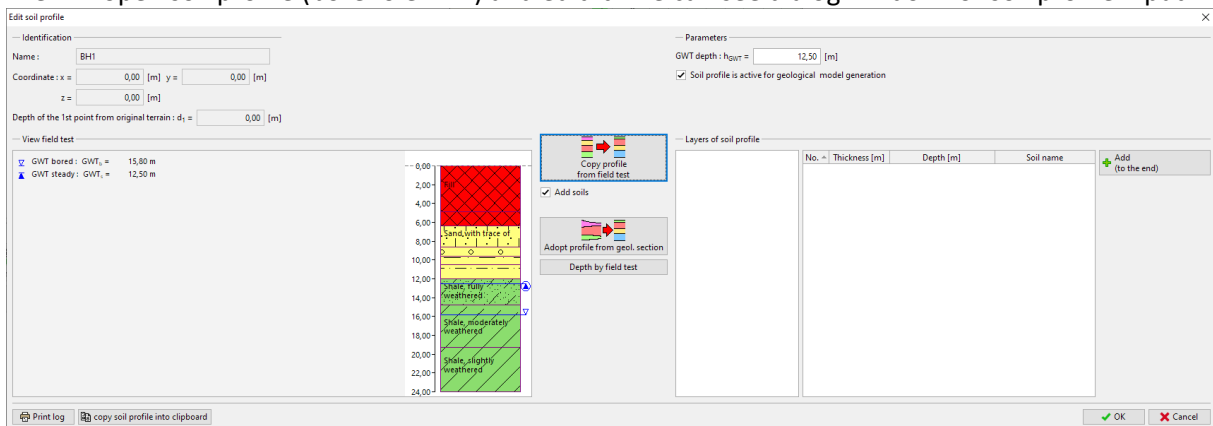 Edit soil profile
Identification
Name : BH1
Coordinate : x = 0,00 [m] y = 0,00 [m]
z = 0,00 [m]
Depth of the 1st point from original terrain : d1 = 0,00 [m]
Parameters
GWT depth : hGWT = 12,50 [m]
Soil profile is active for geological model generation
View field test
GWT bored : GWTb = 15,80 m
GWT steady : GWTs = 12,50 m
0,00
2,00
4,00
6,00
8,00
10,00
12,00
14,00
16,00
18,00
20,00
22,00
24,00
Sand,with trace of
Shale, fully
weathered
Shale, moderately
weathered
Shale, slightly
weathered
Copy profile
from field test
Add soils
Adopt profile from geol. section
Depth by field test
Layers of soil profile
No. Thickness [m] Depth [m] Soil name
Add
(to the end)
Print log
copy soil profile into clipboard
OK
Cancel